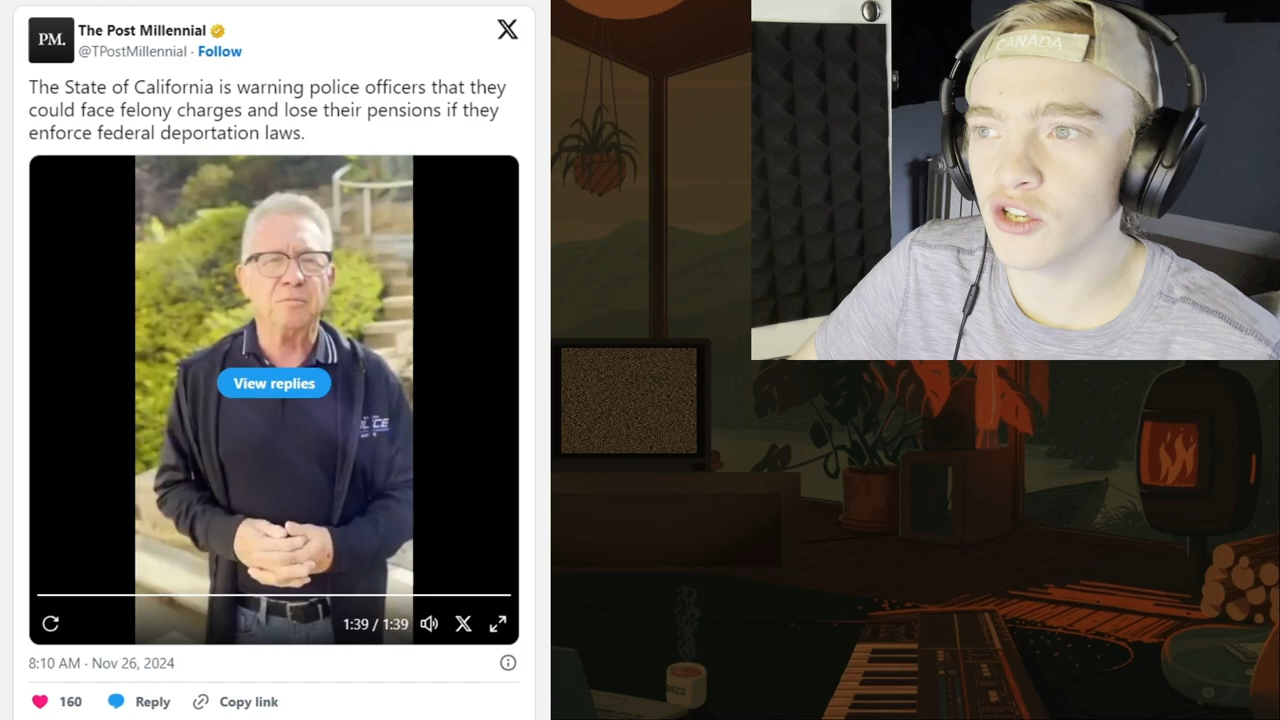 PM.
The Post Millennial
@TPostMillennial · Follow
The State of California is warning police officers that they
could face felony charges and lose their pensions if they
enforce federal deportation laws.
View replies
1:39 / 1:39
8:10 AM · Nov 26, 2024
160
Reply
Copy link
CANADA
JAZZ